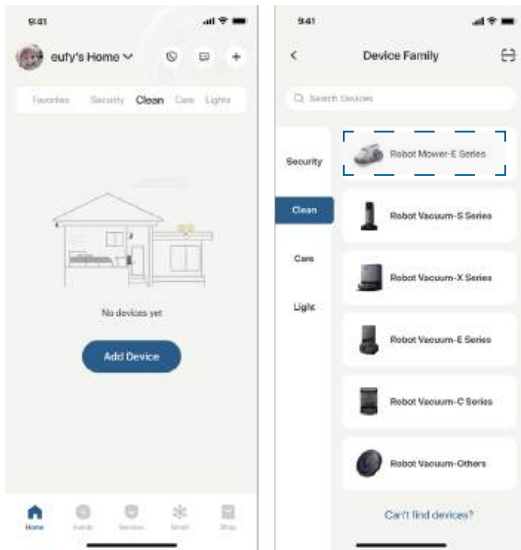 9:41
eufy's Home
Favorites Security Clean Care Lights
No devices yet
Add Device
Home Events Services Smart Shop
9:41
Device Family
Search Devices
Security
Clean
Care
Light
Robot Mower-E Series
Robot Vacuum-S Series
Robot Vacuum-X Series
Robot Vacuum-E Series
Robot Vacuum-C Series
Robot Vacuum-Others
Can't find devices?